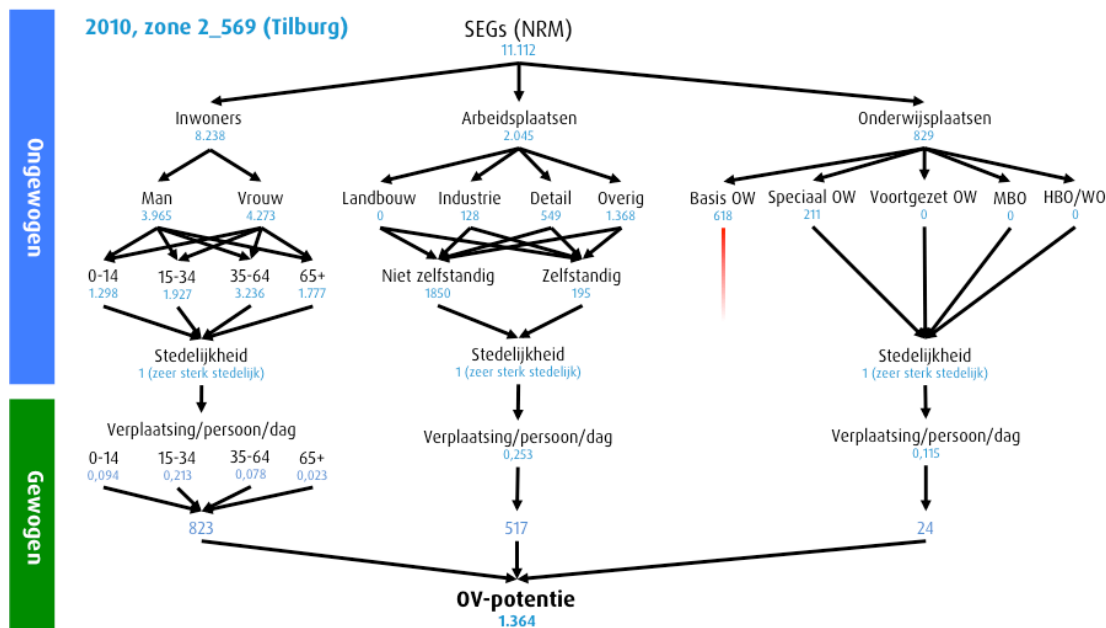 2010, zone 2_569 (Tilburg)
SEGs (NRM)
11.112
Ongewogen
Inwoners
8.238
Arbeidsplaatsen
2.045
Onderwijsplaatsen
829
Man
3.965
Vrouw
4.273
Landbouw
0
Industrie
128
Detail
549
Overig
1.368
Basis OW
618
Speciaal OW
211
Voortgezet OW
0
MBO
0
HBO/WO
0
0-14
1.298
15-34
1.927
35-64
3.236
65+
1.777
Niet zelfstandig
1850
Zelfstandig
195
Stedelijkheid
1 (zeer sterk stedelijk)
Stedelijkheid
1 (zeer sterk stedelijk)
Stedelijkheid
1 (zeer sterk stedelijk)
Gewogen
Verplaatsing/persoon/dag
0-14
0,094
15-34
0,213
35-64
0,078
65+
0,023
Verplaatsing/persoon/dag
0,253
Verplaatsing/persoon/dag
0,115
823
517
24
OV-potentie
1.364